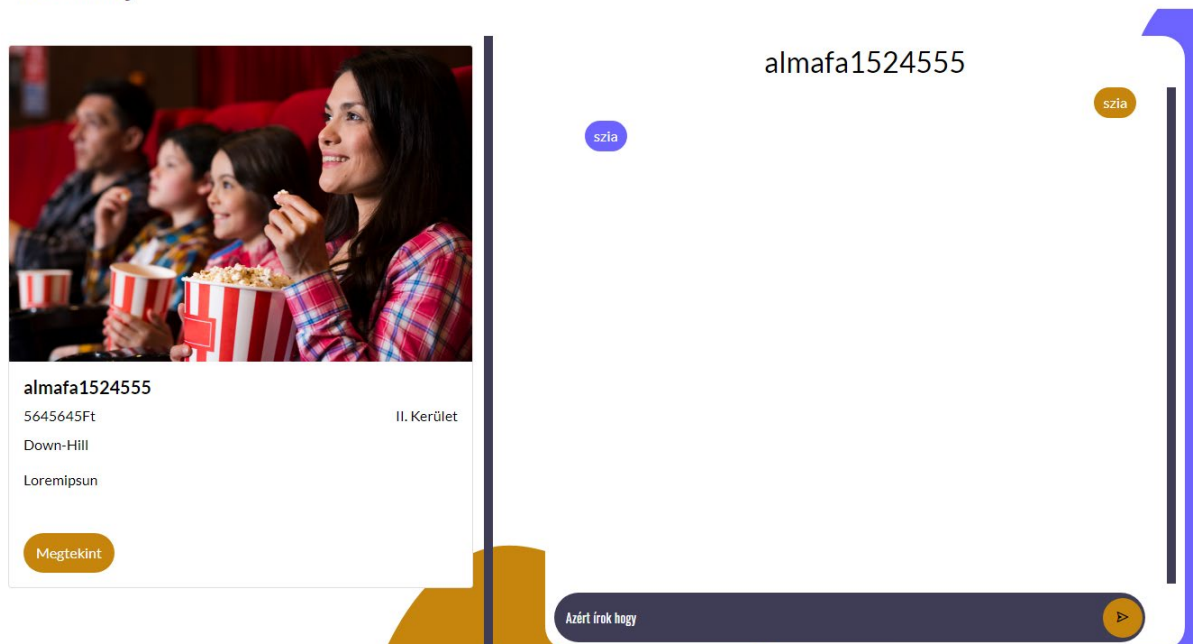 almafa1524555
5645645Ft
II. Kerület
Down-Hill
Loremipsun
Megtekint
almafa1524555
szia
szia
Azért írok hogy